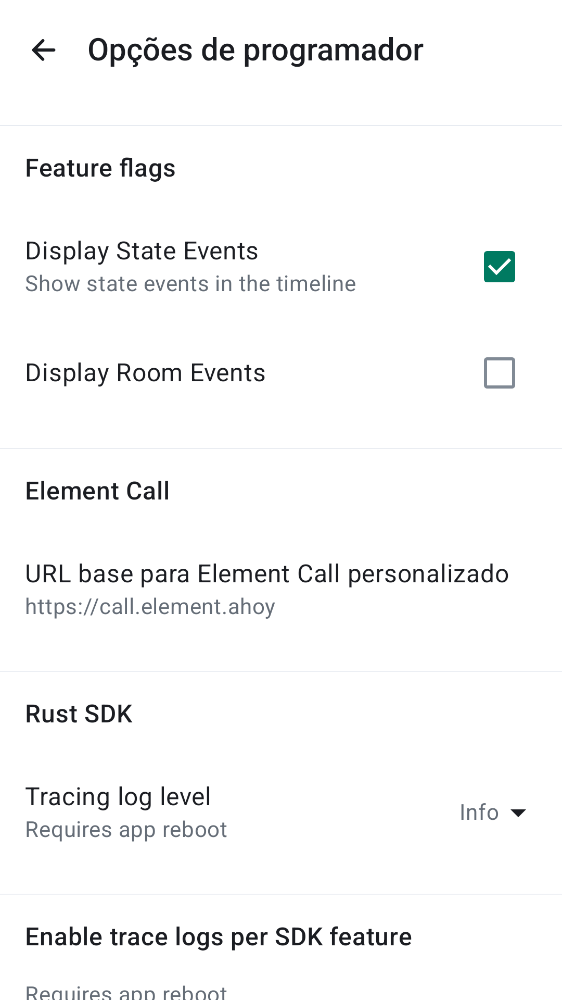 Opções de programador
Feature flags
Display State Events
Show state events in the timeline
Display Room Events
Element Call
URL base para Element Call personalizado
https://call.element.ahoy
Rust SDK
Tracing log level
Requires app reboot
Info
Enable trace logs per SDK feature
Requires app reboot